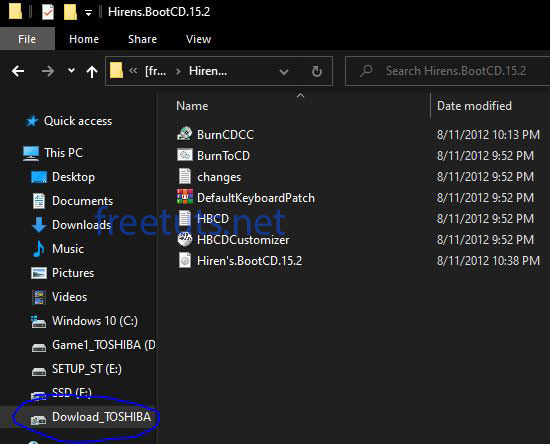 Hirens.BootCD.15.2
File Home Share View
[fr... Hiren... Search Hirens.BootCD.15.2
Name Date modified
Quick access
This PC
Desktop
Documents
Downloads
Music
Pictures
Videos
Windows 10 (C:)
Game1_TOSHIBA (D
SETUP_ST (E:)
SSD (F:)
Dowload_TOSHIBA
BurnCDCC 8/11/2012 10:13 PM
BurnToCD 8/11/2012 9:52 PM
changes 8/11/2012 9:52 PM
DefaultKeyboardPatch 8/11/2012 9:52 PM
HBCD 8/11/2012 9:52 PM
HBCDCustomizer 8/11/2012 9:52 PM
Hiren's.BootCD.15.2 8/11/2012 10:38 PM
freetuts.net